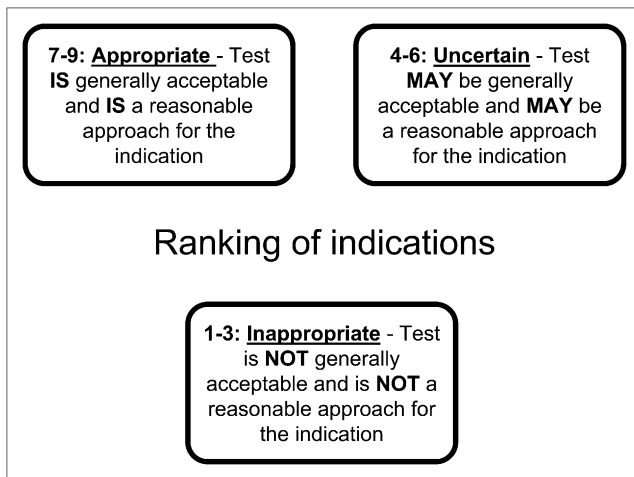 7-9: Appropriate - Test
IS generally acceptable
and IS a reasonable
approach for the
indication
4-6: Uncertain - Test
MAY be generally
acceptable and MAY be
a reasonable approach
for the indication
Ranking of indications
1-3: Inappropriate - Test
is NOT generally
acceptable and is NOT a
reasonable approach for
the indication